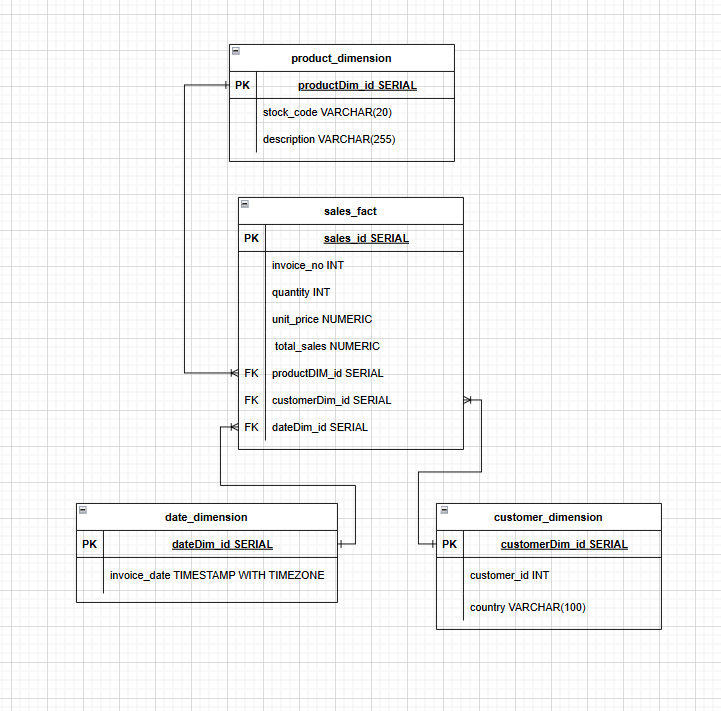 product_dimension
PK productDim_id SERIAL
stock_code VARCHAR(20)
description VARCHAR(255)
sales_fact
PK sales_id SERIAL
invoice_no INT
quantity INT
unit_price NUMERIC
total_sales NUMERIC
FK productDIM_id SERIAL
FK customerDim_id SERIAL
FK dateDim_id SERIAL
date_dimension
PK dateDim_id SERIAL
invoice_date TIMESTAMP WITH TIMEZONE
customer_dimension
PK customerDim_id SERIAL
customer_id INT
country VARCHAR(100)